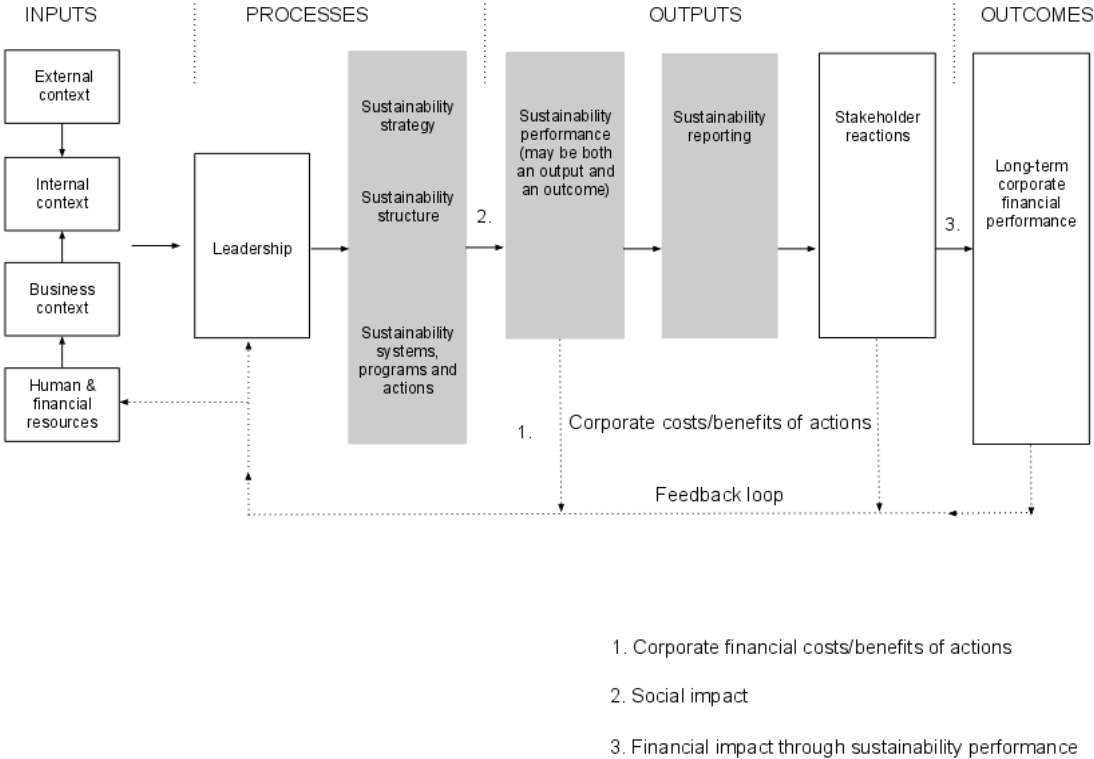 INPUTS
PROCESSES
OUTPUTS
OUTCOMES
External
context
Internal
context
Business
context
Human &
financial
resources
Leadership
Sustainability
strategy
Sustainability
structure
Sustainability
systems,
programs and
actions
2.
Sustainability
performance
(may be both
an output and
an outcome)
Sustainability
reporting
Stakeholder
reactions
3.
Long-term
corporate
financial
performance
1.
Corporate costs/benefits of actions
Feedback loop
1. Corporate financial costs/benefits of actions
2. Social impact
3. Financial impact through sustainability performance